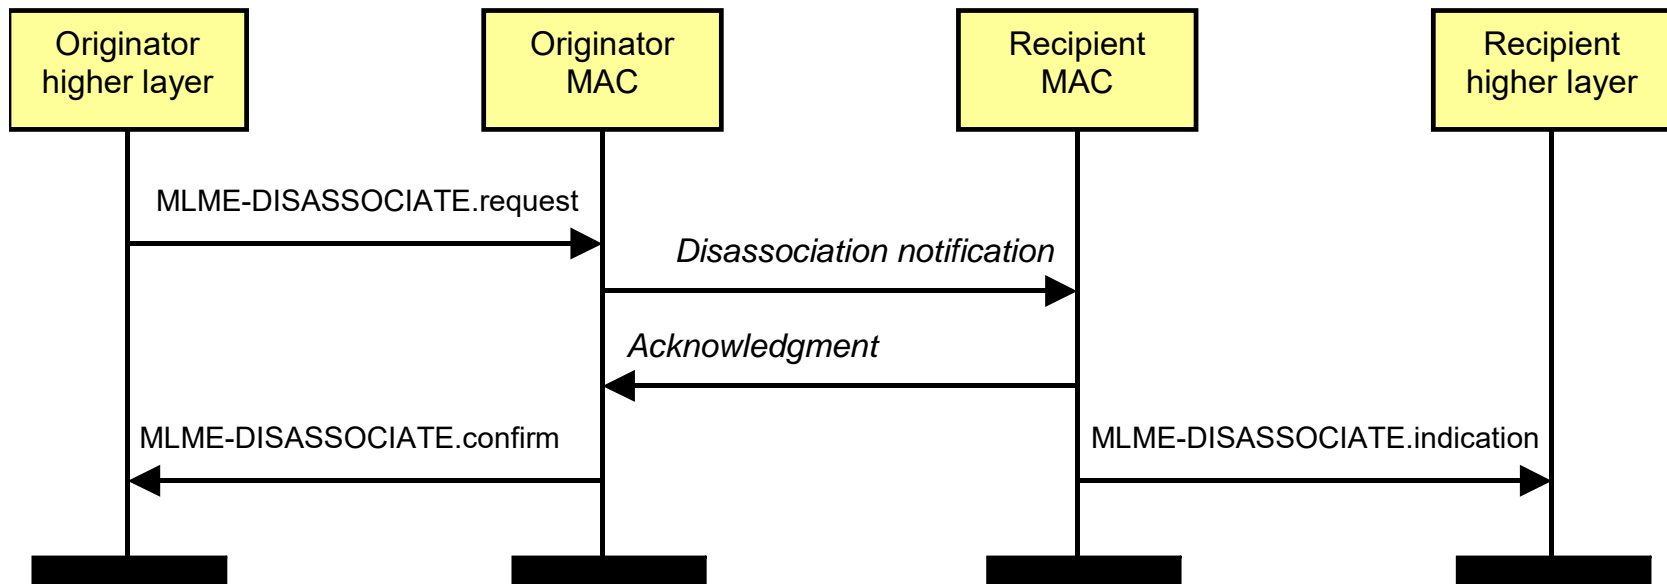 Originator
higher layer
Originator
MAC
Recipient
MAC
Recipient
higher layer
MLME-DISASSOCIATE.request
Disassociation notification
Acknowledgment
MLME-DISASSOCIATE.confirm
MLME-DISASSOCIATE.indication